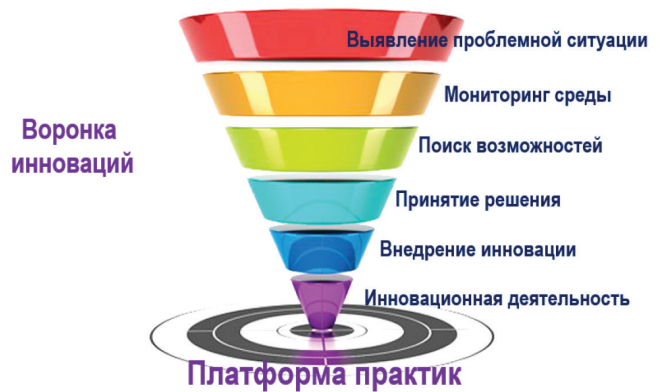 Выявление проблемной ситуации
Мониторинг среды
Воронка
инноваций
Поиск возможностей
Принятие решения
Внедрение инновации
Инновационная деятельность
Платформа практик